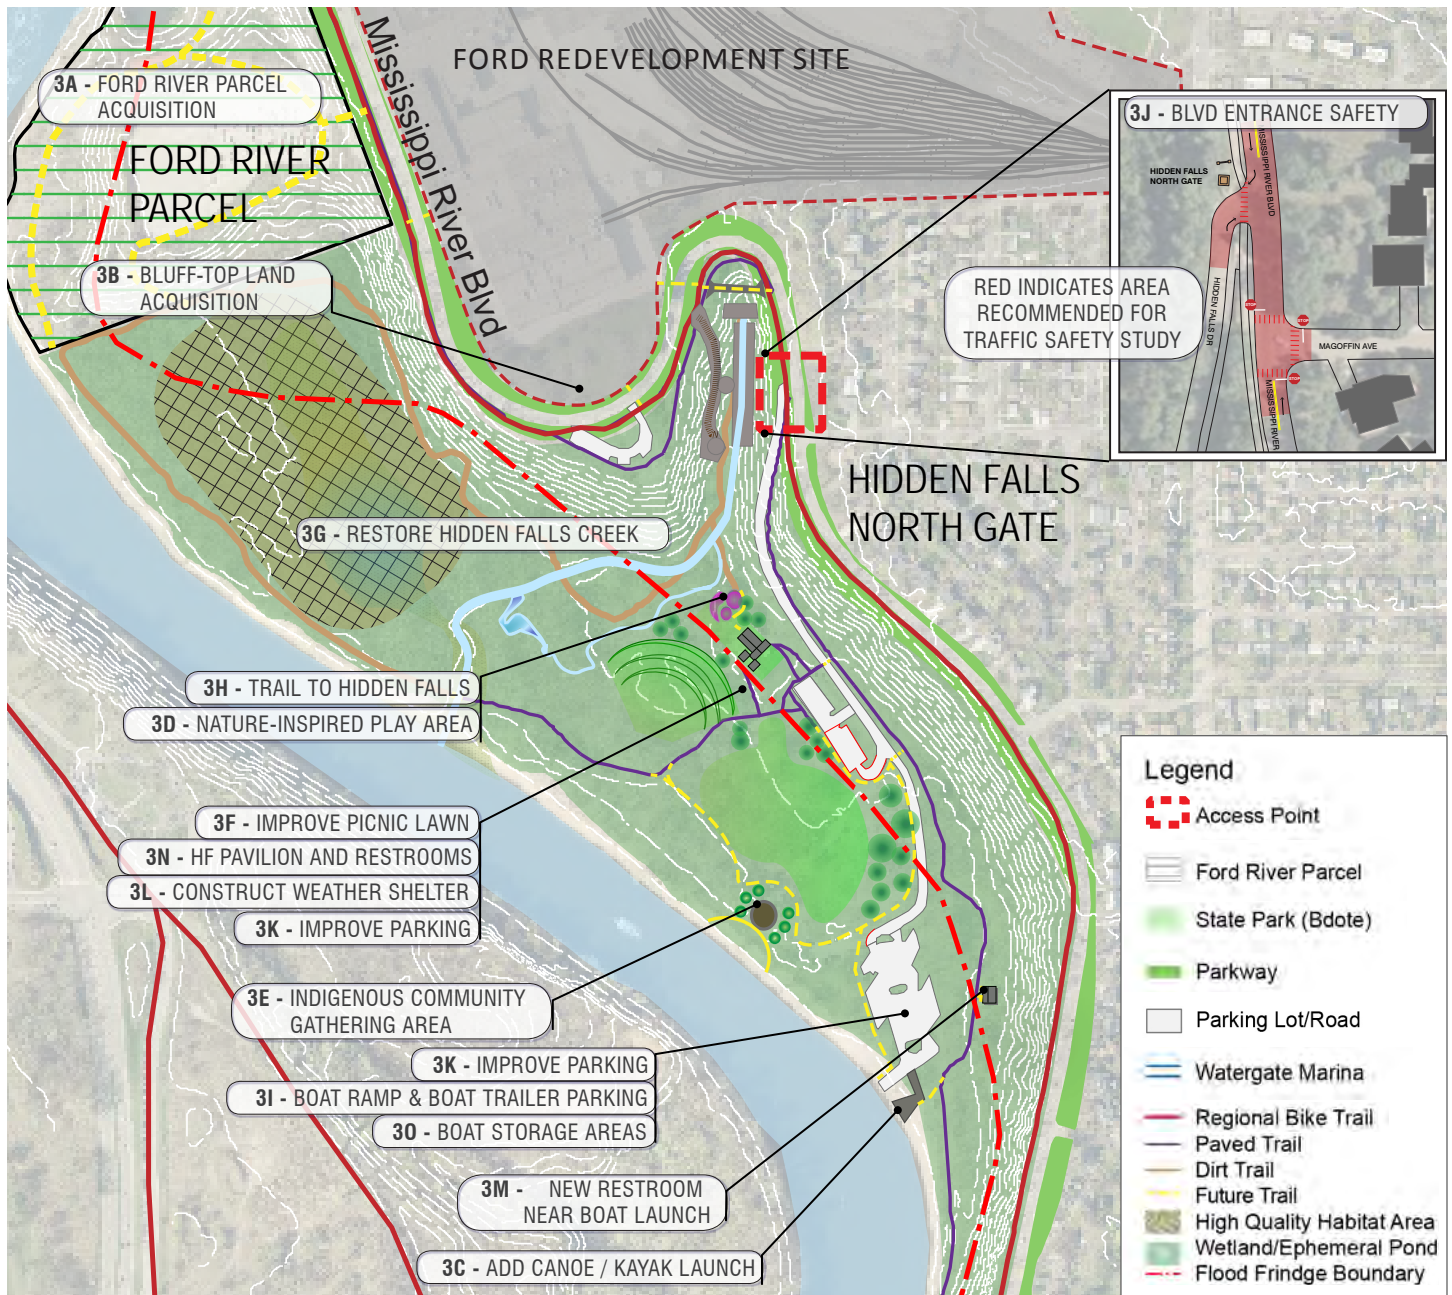 FORD REDEVELOPMENT SITE
Mississippi River Blvd
3A - FORD RIVER PARCEL
ACQUISITION
FORD RIVER
PARCEL
3B - BLUFF-TOP LAND
ACQUISITION
3J - BLVD ENTRANCE SAFETY
MISSISSIPPI RIVER BLVD
HIDDEN FALLS
NORTH GATE
HIDDEN FALLS DR
STOP
STOP
MAGOFFIN AVE
STOP
MISSISSIPPI RIVER
RED INDICATES AREA
RECOMMENDED FOR
TRAFFIC SAFETY STUDY
HIDDEN FALLS
NORTH GATE
3G - RESTORE HIDDEN FALLS CREEK
3H - TRAIL TO HIDDEN FALLS
3D - NATURE-INSPIRED PLAY AREA
3F - IMPROVE PICNIC LAWN
3N - HF PAVILION AND RESTROOMS
3L - CONSTRUCT WEATHER SHELTER
3K - IMPROVE PARKING
3E - INDIGENOUS COMMUNITY
GATHERING AREA
3K - IMPROVE PARKING
3I - BOAT RAMP & BOAT TRAILER PARKING
3O - BOAT STORAGE AREAS
3M - NEW RESTROOM
NEAR BOAT LAUNCH
3C - ADD CANOE / KAYAK LAUNCH
Legend
Access Point
Ford River Parcel
State Park (Bdote)
Parkway
Parking Lot/Road
Watergate Marina
Regional Bike Trail
Paved Trail
Dirt Trail
Future Trail
High Quality Habitat Area
Wetland/Ephemeral Pond
Flood Frindge Boundary